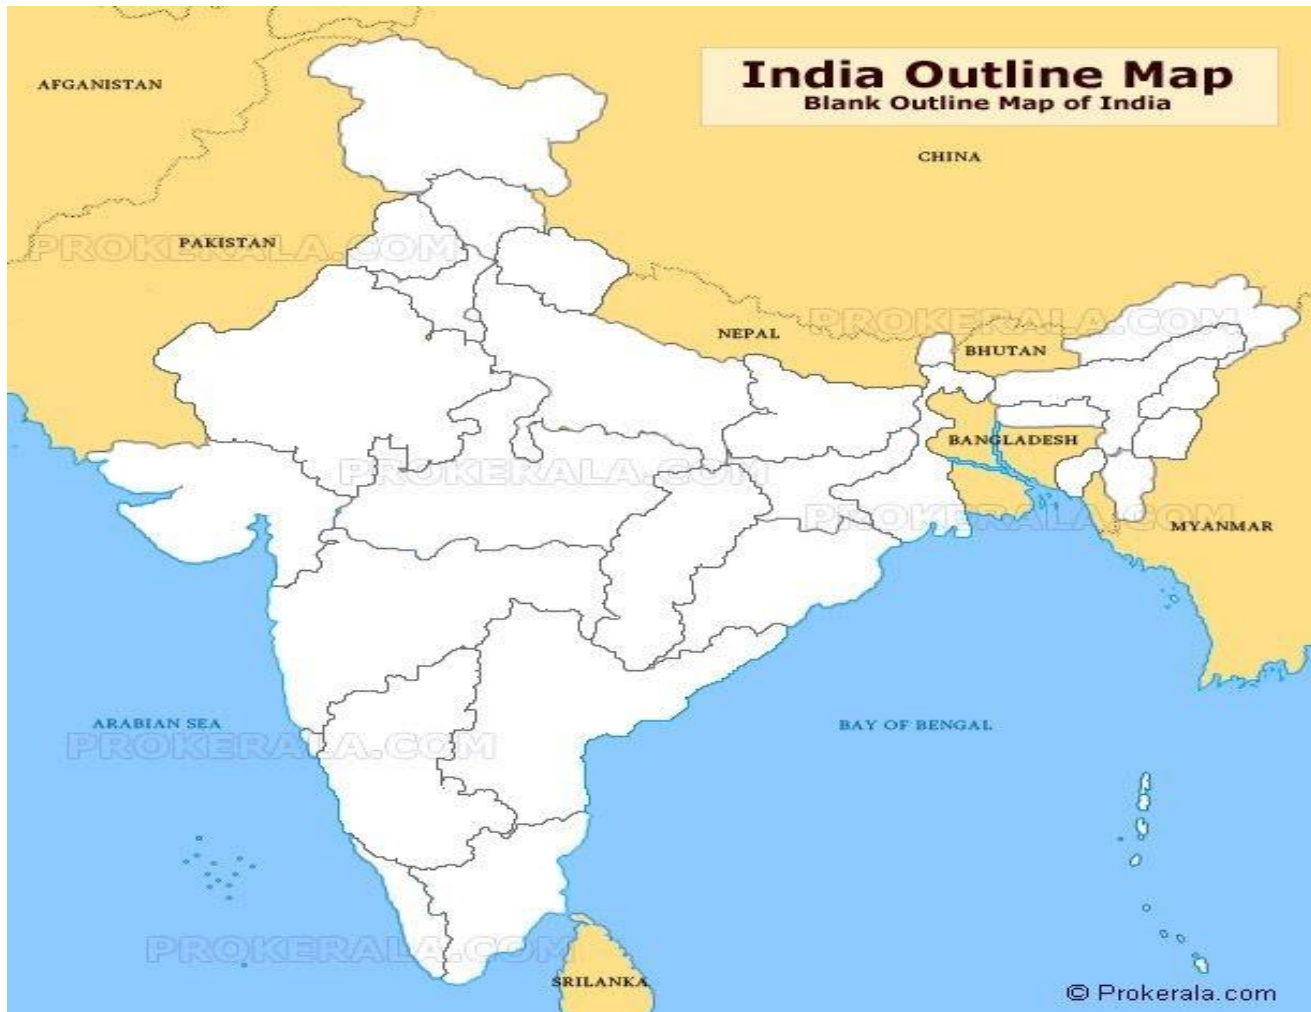 India Outline Map
Blank Outline Map of India
AFGANISTAN
CHINA
PAKISTAN
PROKERALA.COM
NEPAL
PROKERALA.COM
BHUTAN
BANGLADESH
PROKERALA.COM
PROKERALA.COM
MYANMAR
ARABIAN SEA
BAY OF BENGAL
PROKERALA.COM
PROKERALA.COM
SRILANKA
© Prokerala.com